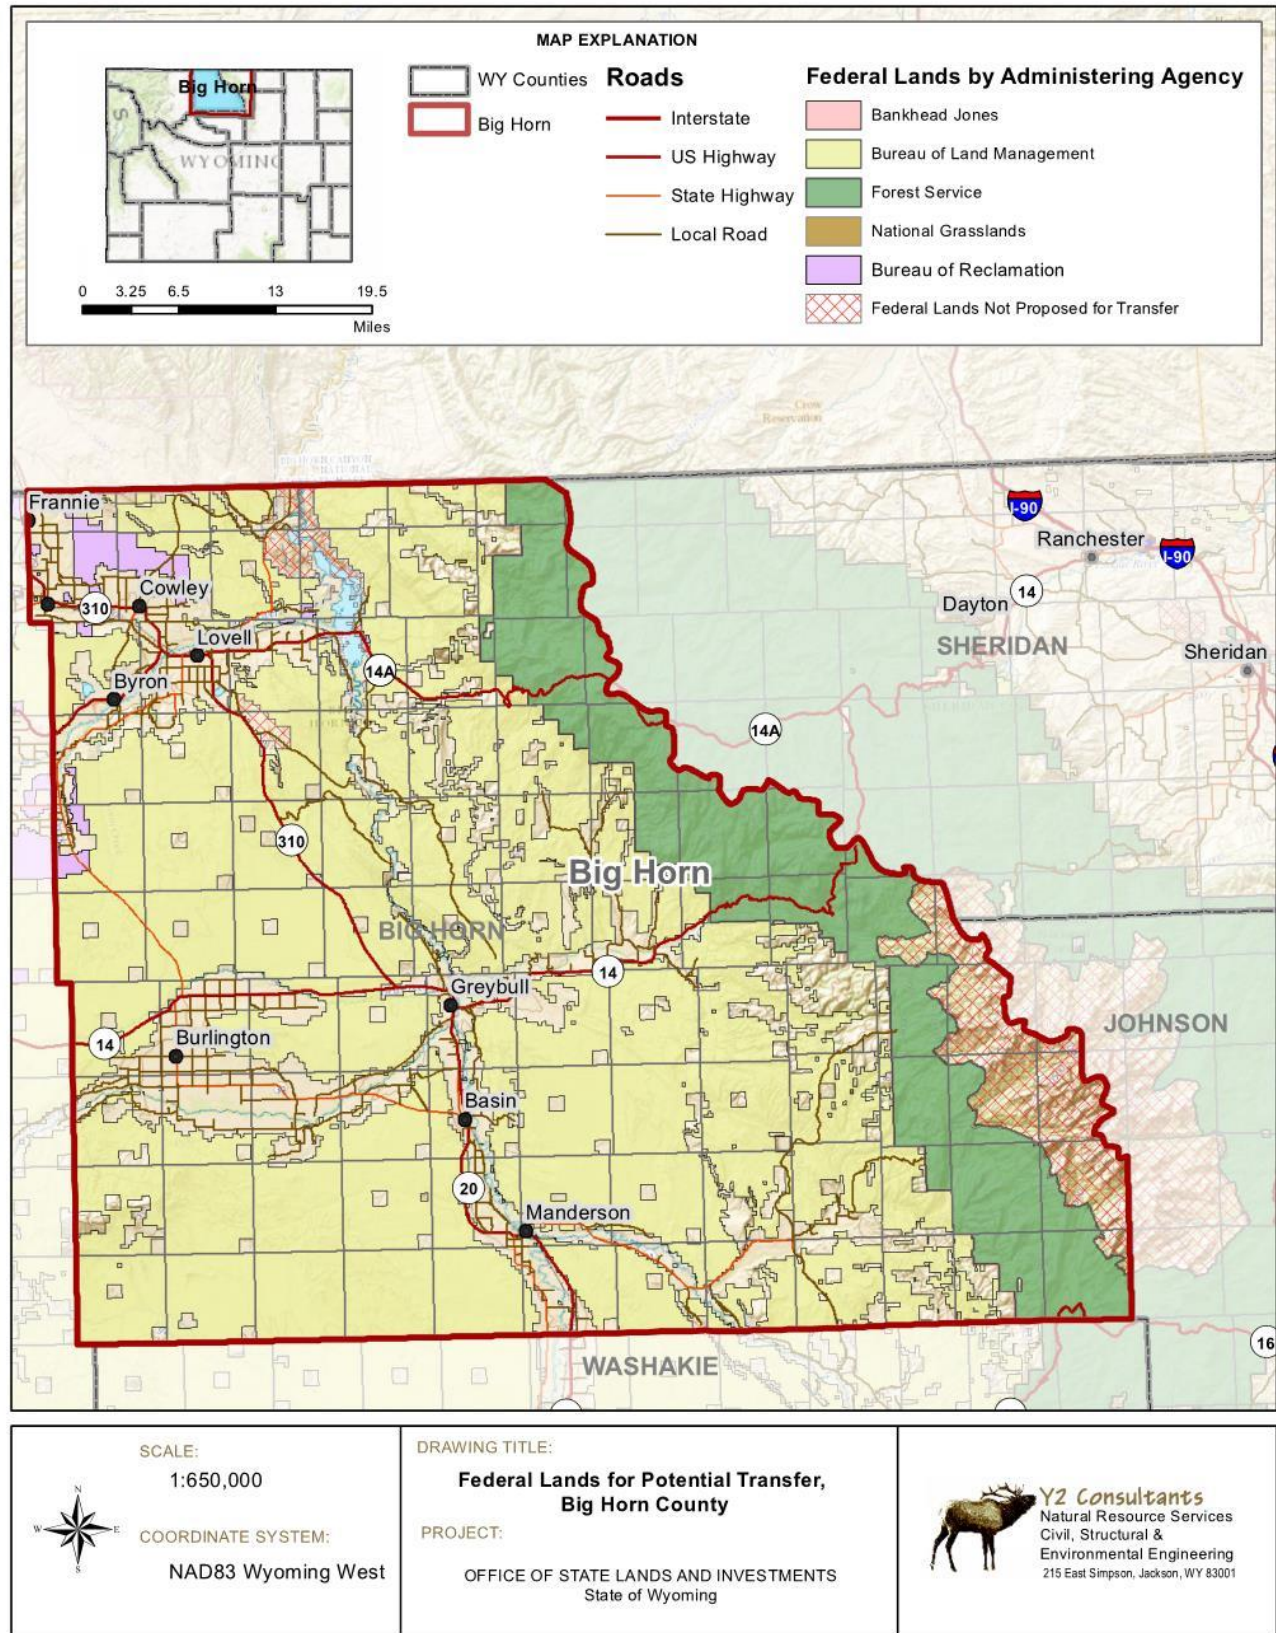 MAP EXPLANATION
Big Horn
WYOMING
0 3.25 6.5 13 19.5
Miles
WY Counties
Big Horn
Roads
Interstate
US Highway
State Highway
Local Road
Federal Lands by Administering Agency
Bankhead Jones
Bureau of Land Management
Forest Service
National Grasslands
Bureau of Reclamation
Federal Lands Not Proposed for Transfer
Crow
Reservation
Frannie
I-90
Ranchester
I-90
Cowley
310
14
Dayton
Lovell
SHERIDAN
Sheridan
14A
Byron
14A
310
Big Horn
BIG HORN
14
Greybull
JOHNSON
14
Burlington
Basin
20
Manderson
16
WASHAKIE
SCALE:
1:650,000
N
W E
S
COORDINATE SYSTEM:
NAD83 Wyoming West
DRAWING TITLE:
Federal Lands for Potential Transfer,
Big Horn County
PROJECT:
OFFICE OF STATE LANDS AND INVESTMENTS
State of Wyoming
Y2 Consultants
Natural Resource Services
Civil, Structural &
Environmental Engineering
215 East Simpson, Jackson, WY 83001